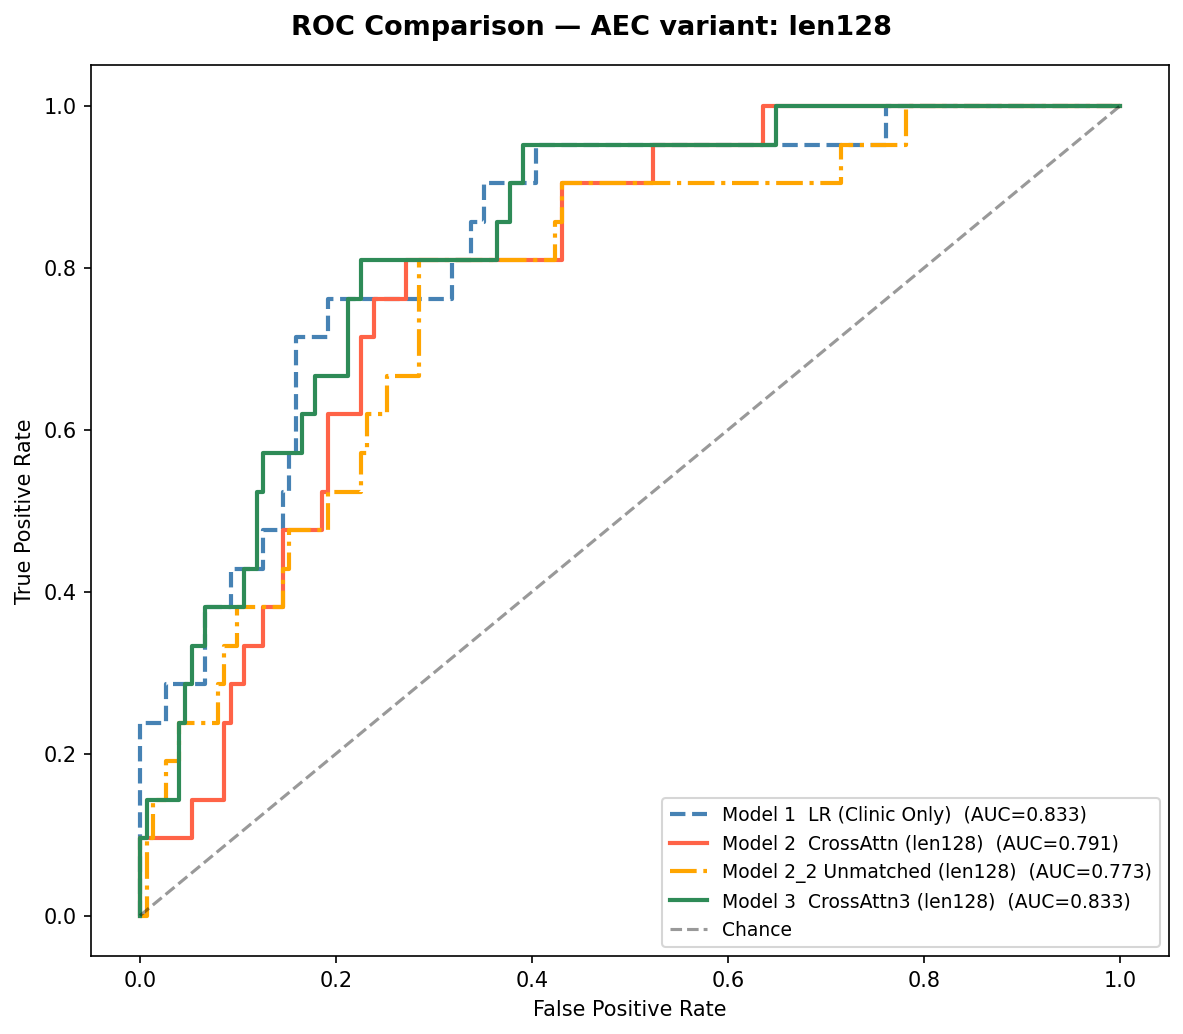 ROC Comparison — AEC variant: len128
True Positive Rate
1.0
0.8
0.6
0.4
0.2
0.0
0.0 0.2 0.4 0.6 0.8 1.0
False Positive Rate
Model 1  LR (Clinic Only)  (AUC=0.833)
Model 2  CrossAttn (len128)  (AUC=0.791)
Model 2_2 Unmatched (len128)  (AUC=0.773)
Model 3  CrossAttn3 (len128)  (AUC=0.833)
Chance